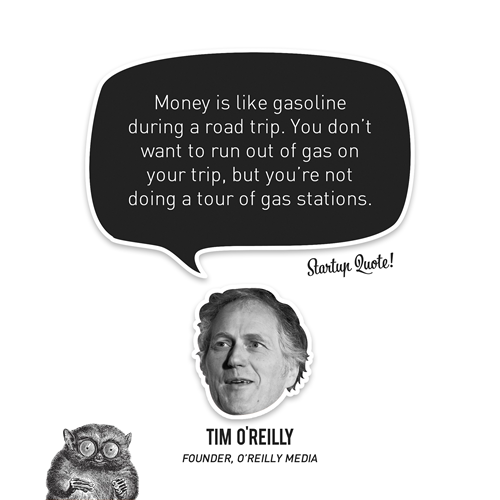 Money is like gasoline
during a road trip. You don't
want to run out of gas on
your trip, but you're not
doing a tour of gas stations.
Startup Quote!
TIM O'REILLY
FOUNDER, O'REILLY MEDIA